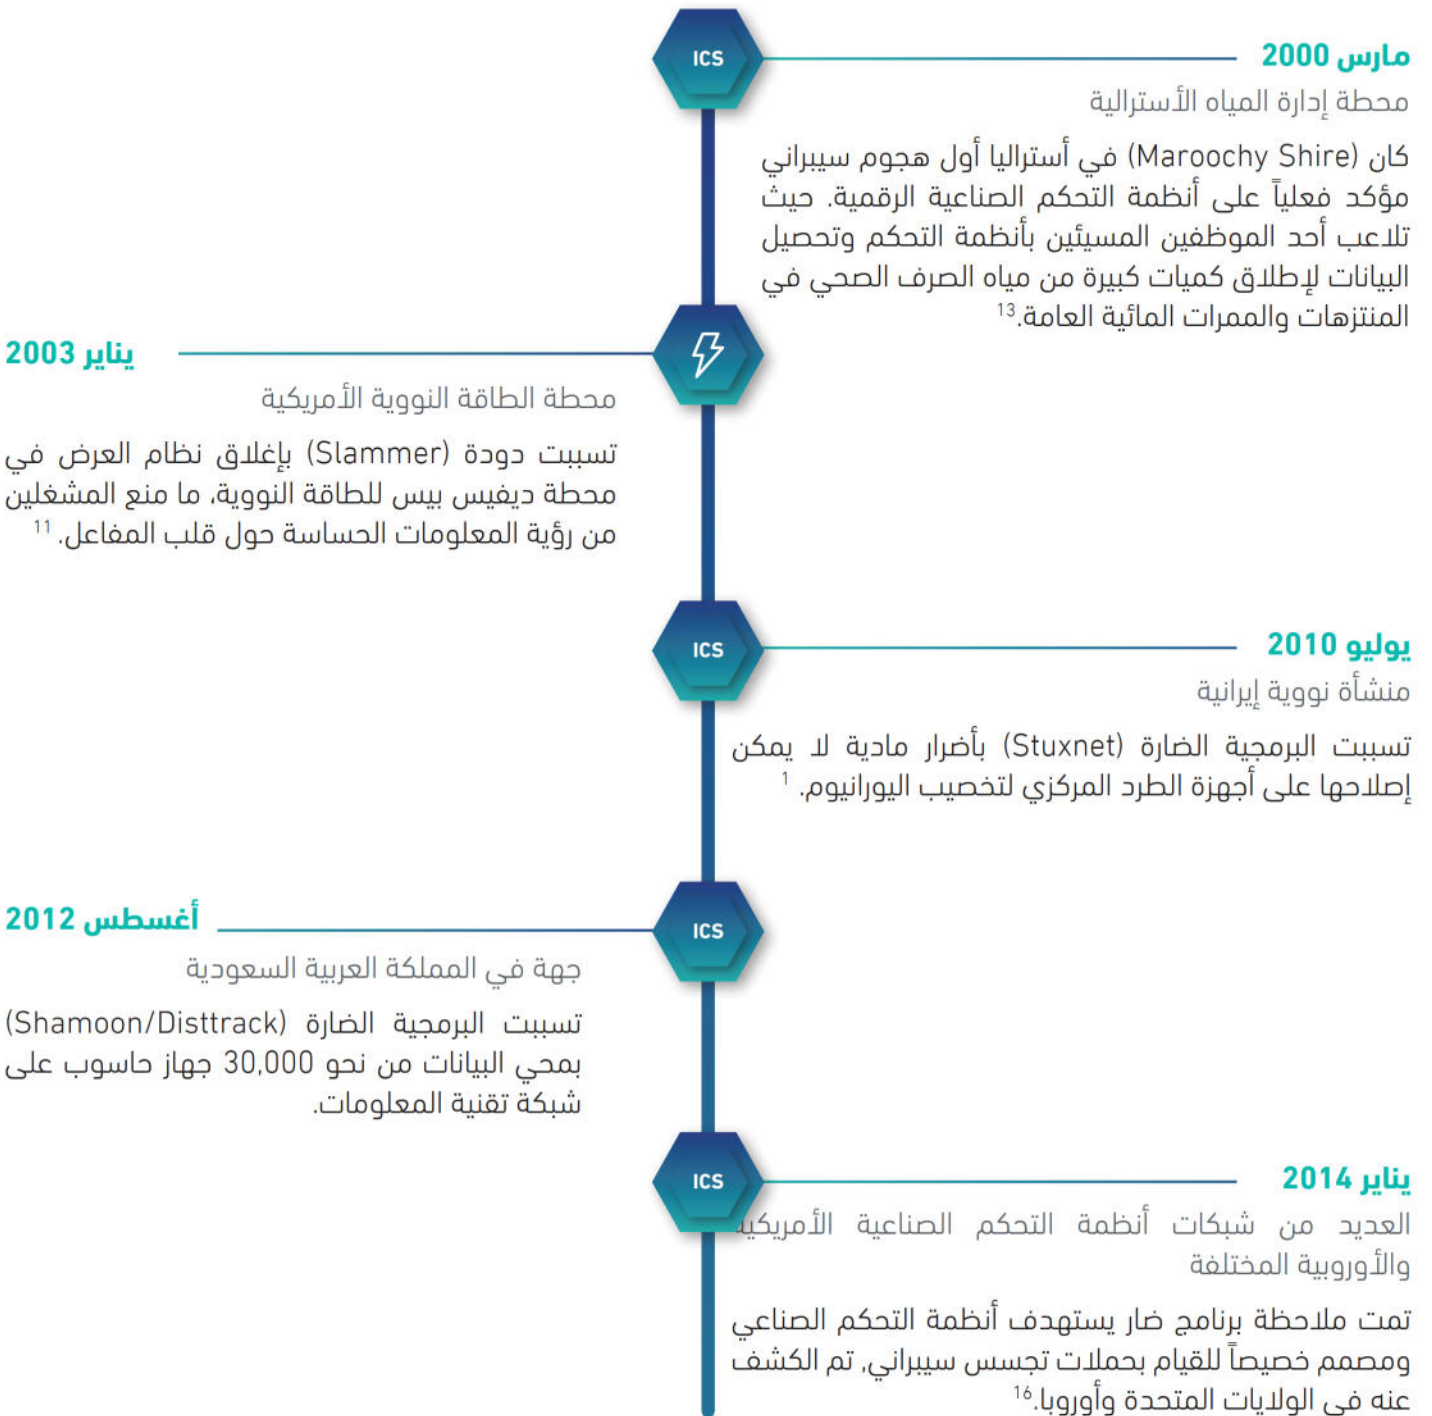 ICS
مارس 2000
محطة إدارة المياه الأسترالية
كان (Maroochy Shire) في أستراليا أول هجوم سيبراني
مؤكد فعلياً على أنظمة التحكم الصناعية الرقمية. حيث
تلاعب أحد الموظفين المسيئين بأنظمة التحكم وتحصيل
البيانات لإطلاق كميات كبيرة من مياه الصرف الصحي في
المنتزهات والممرات المائية العامة.13
يناير 2003
محطة الطاقة النووية الأمريكية
تسببت دودة (Slammer) بإغلاق نظام العرض في
محطة ديفيس بيس للطاقة النووية، ما منع المشغلين
من رؤية المعلومات الحساسة حول قلب المفاعل. 11
ICS
يوليو 2010
منشأة نووية إيرانية
تسببت البرمجية الضارة (Stuxnet) بأضرار مادية لا يمكن
إصلاحها على أجهزة الطرد المركزي لتخصيب اليورانيوم. 1
ICS
أغسطس 2012
جهة في المملكة العربية السعودية
تسببت البرمجية الضارة (Shamoon/Disttrack)
بمحي البيانات من نحو 30,000 جهاز حاسوب على
شبكة تقنية المعلومات.
ICS
يناير 2014
العديد من شبكات أنظمة التحكم الصناعية الأمريكية
والأوروبية المختلفة
تمت ملاحظة برنامج ضار يستهدف أنظمة التحكم الصناعي
ومصمم خصيصاً للقيام بحملات تجسس سيبراني, تم الكشف
عنه في الولايات المتحدة وأوروبا.16